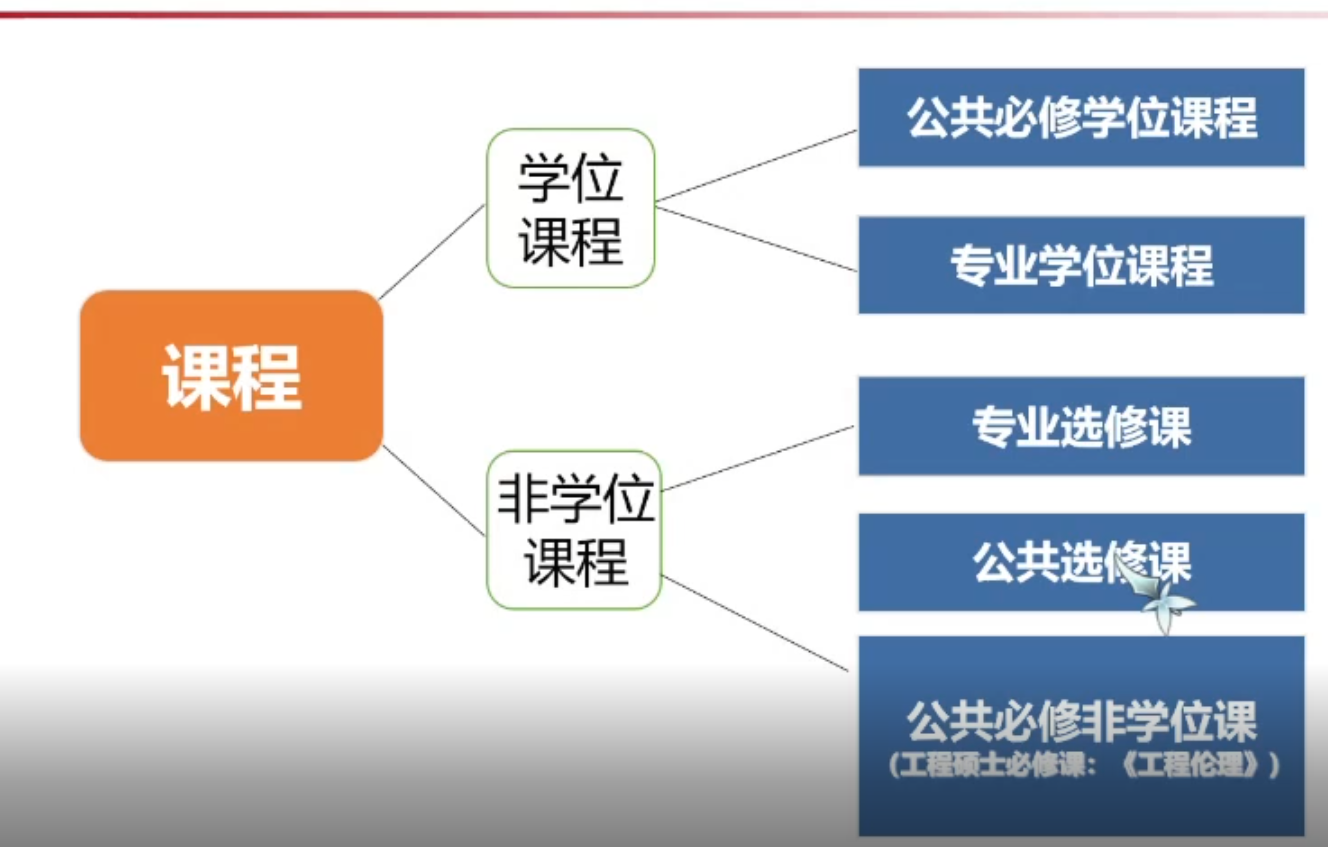 公共必修学位课程
学位
课程
专业学位课程
课程
专业选修课
非学位
课程
公共选修课
公共必修非学位课
(工程硕士必修课：《工程伦理》)